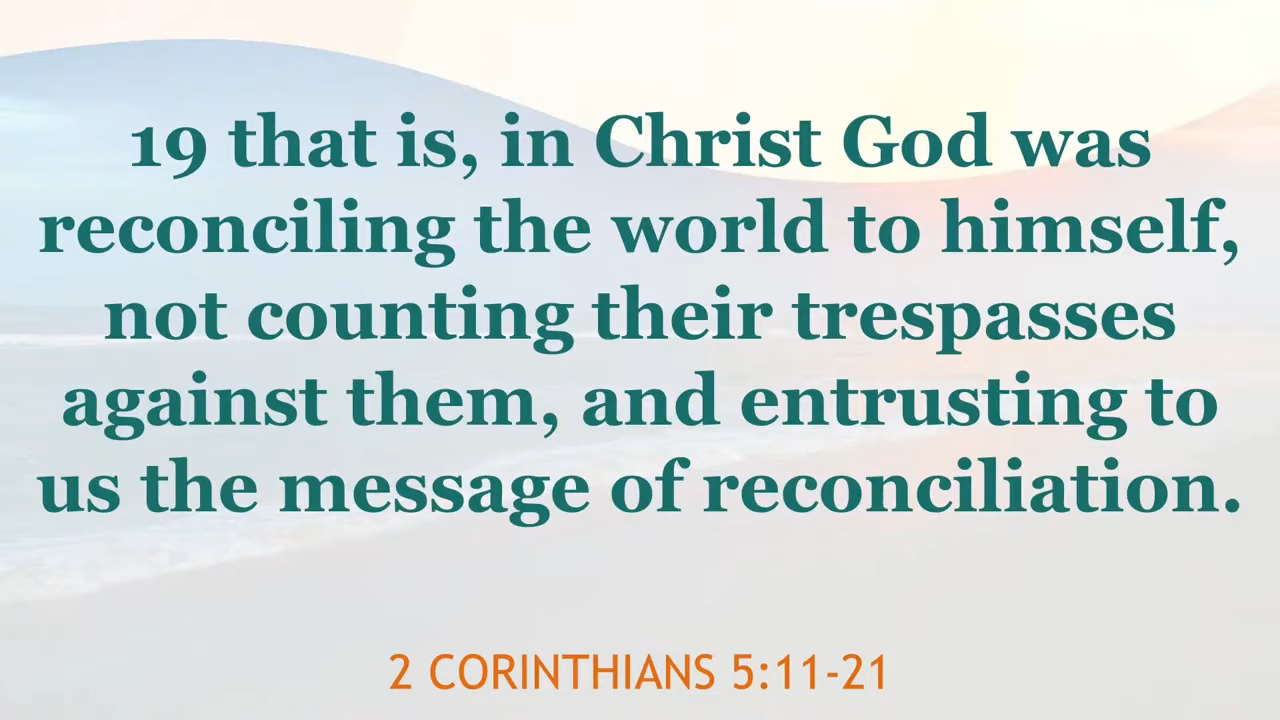 19 that is, in Christ God was
reconciling the world to himself,
not counting their trespasses
against them, and entrusting to
us the message of reconciliation.
2 CORINTHIANS 5:11-21